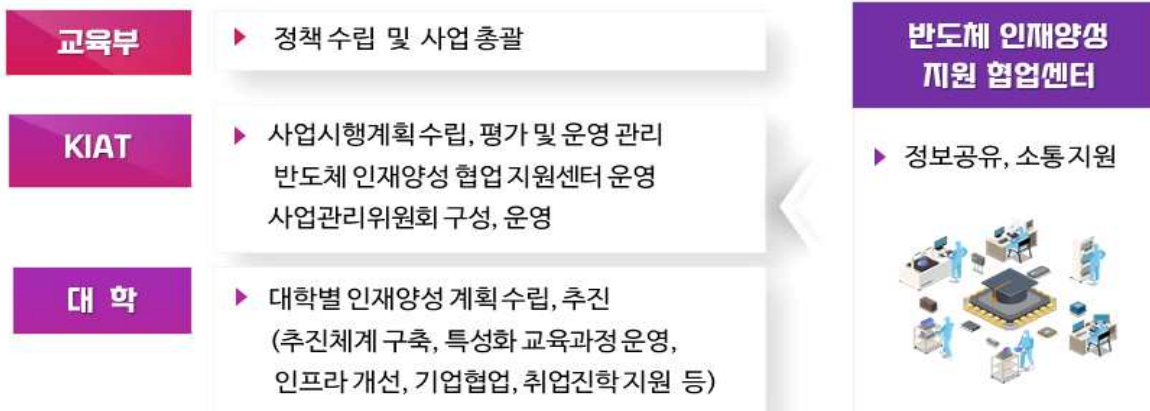 교육부
정책 수립 및 사업 총괄
KIAT
사업시행계획 수립, 평가 및 운영 관리
반도체 인재양성 협업 지원센터 운영
사업관리위원회 구성, 운영
대 학
대학별 인재양성 계획 수립, 추진
(추진체계 구축, 특성화 교육과정 운영,
인프라 개선, 기업협업, 취업진학 지원 등)
반도체 인재양성
지원 협업센터
정보공유, 소통 지원